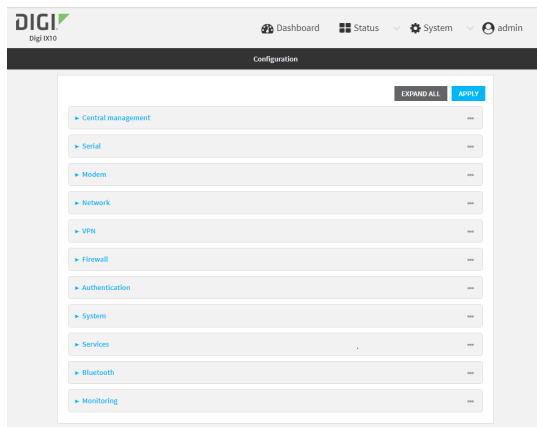 DIGI
Digi IX10
Dashboard
Status
System
admin
Configuration
EXPAND ALL
APPLY
Central management
Serial
Modem
Network
VPN
Firewall
Authentication
System
Services
Bluetooth
Monitoring